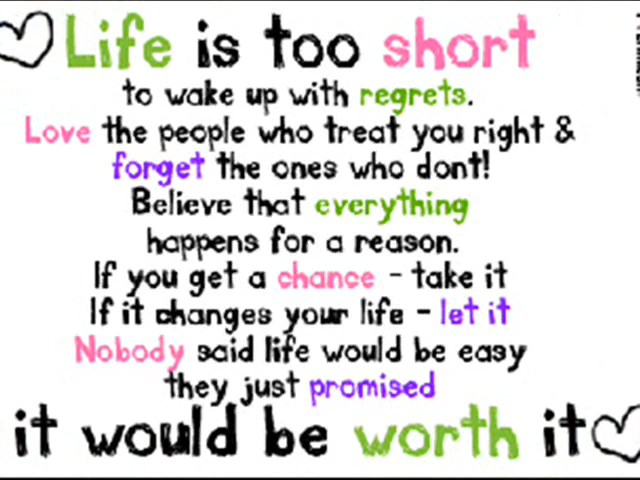 Life is too short
to wake up with regrets.
Love the people who treat you right &
forget the ones who dont!
Believe that everything
happens for a reason.
If you get a chance - take it
If it changes your life - let it
Nobody said life would be easy
they just promised
it would be worth it